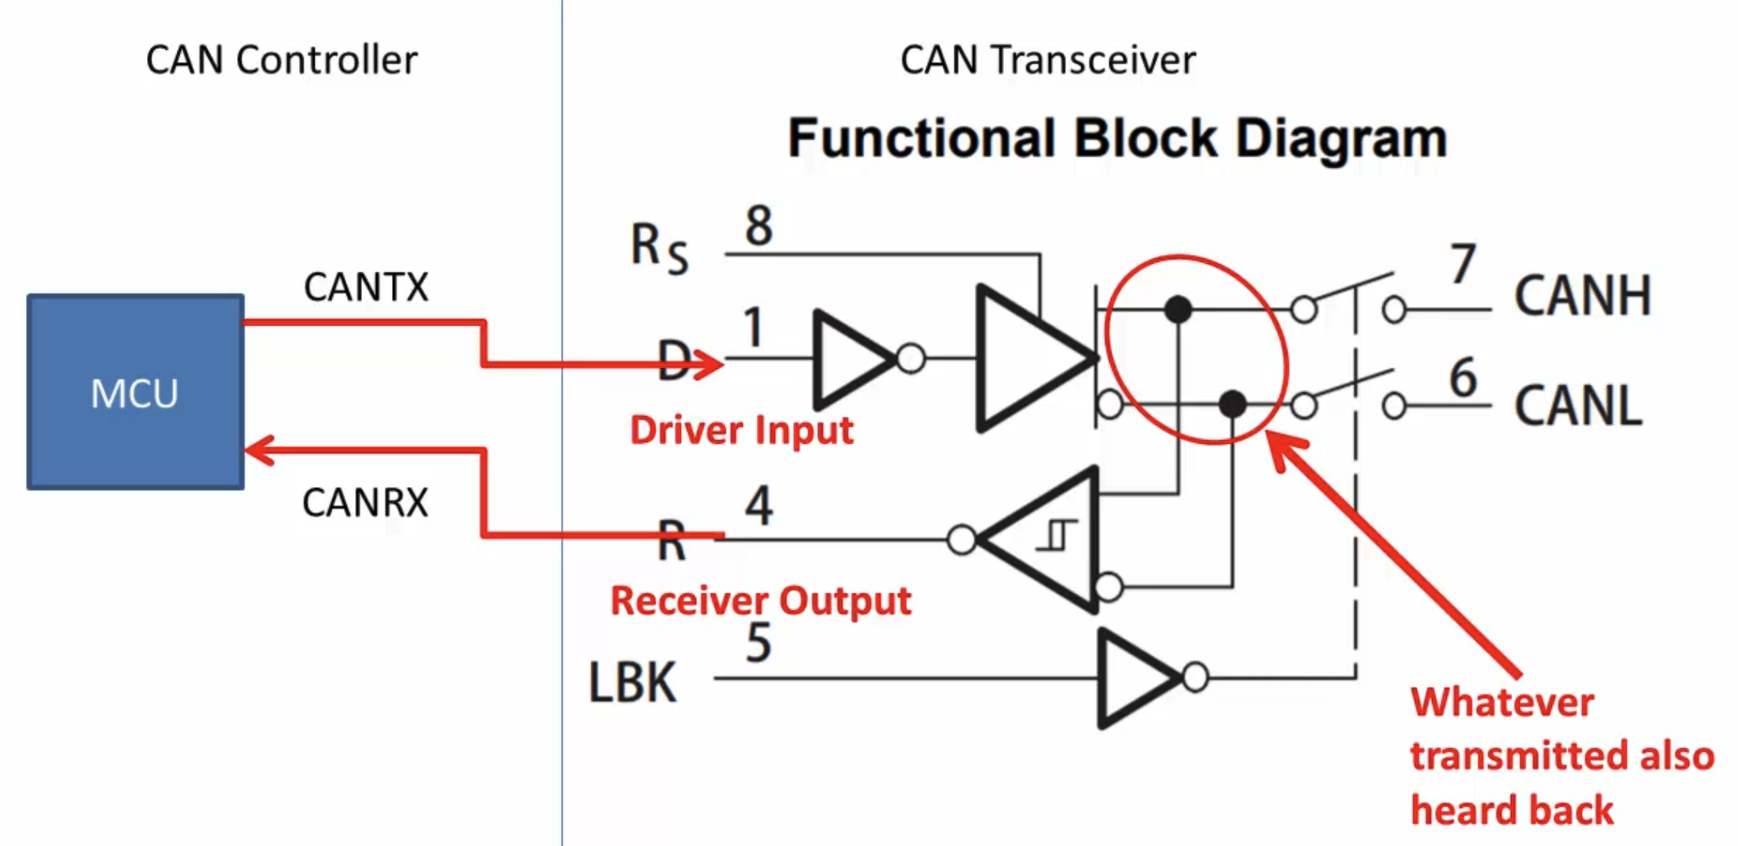 CAN Controller
CAN Transceiver
Functional Block Diagram
RS
8
7
CANH
CANTX
1
D
MCU
6
CANL
Driver Input
CANRX
4
R
Receiver Output
5
LBK
Whatever
transmitted also
heard back